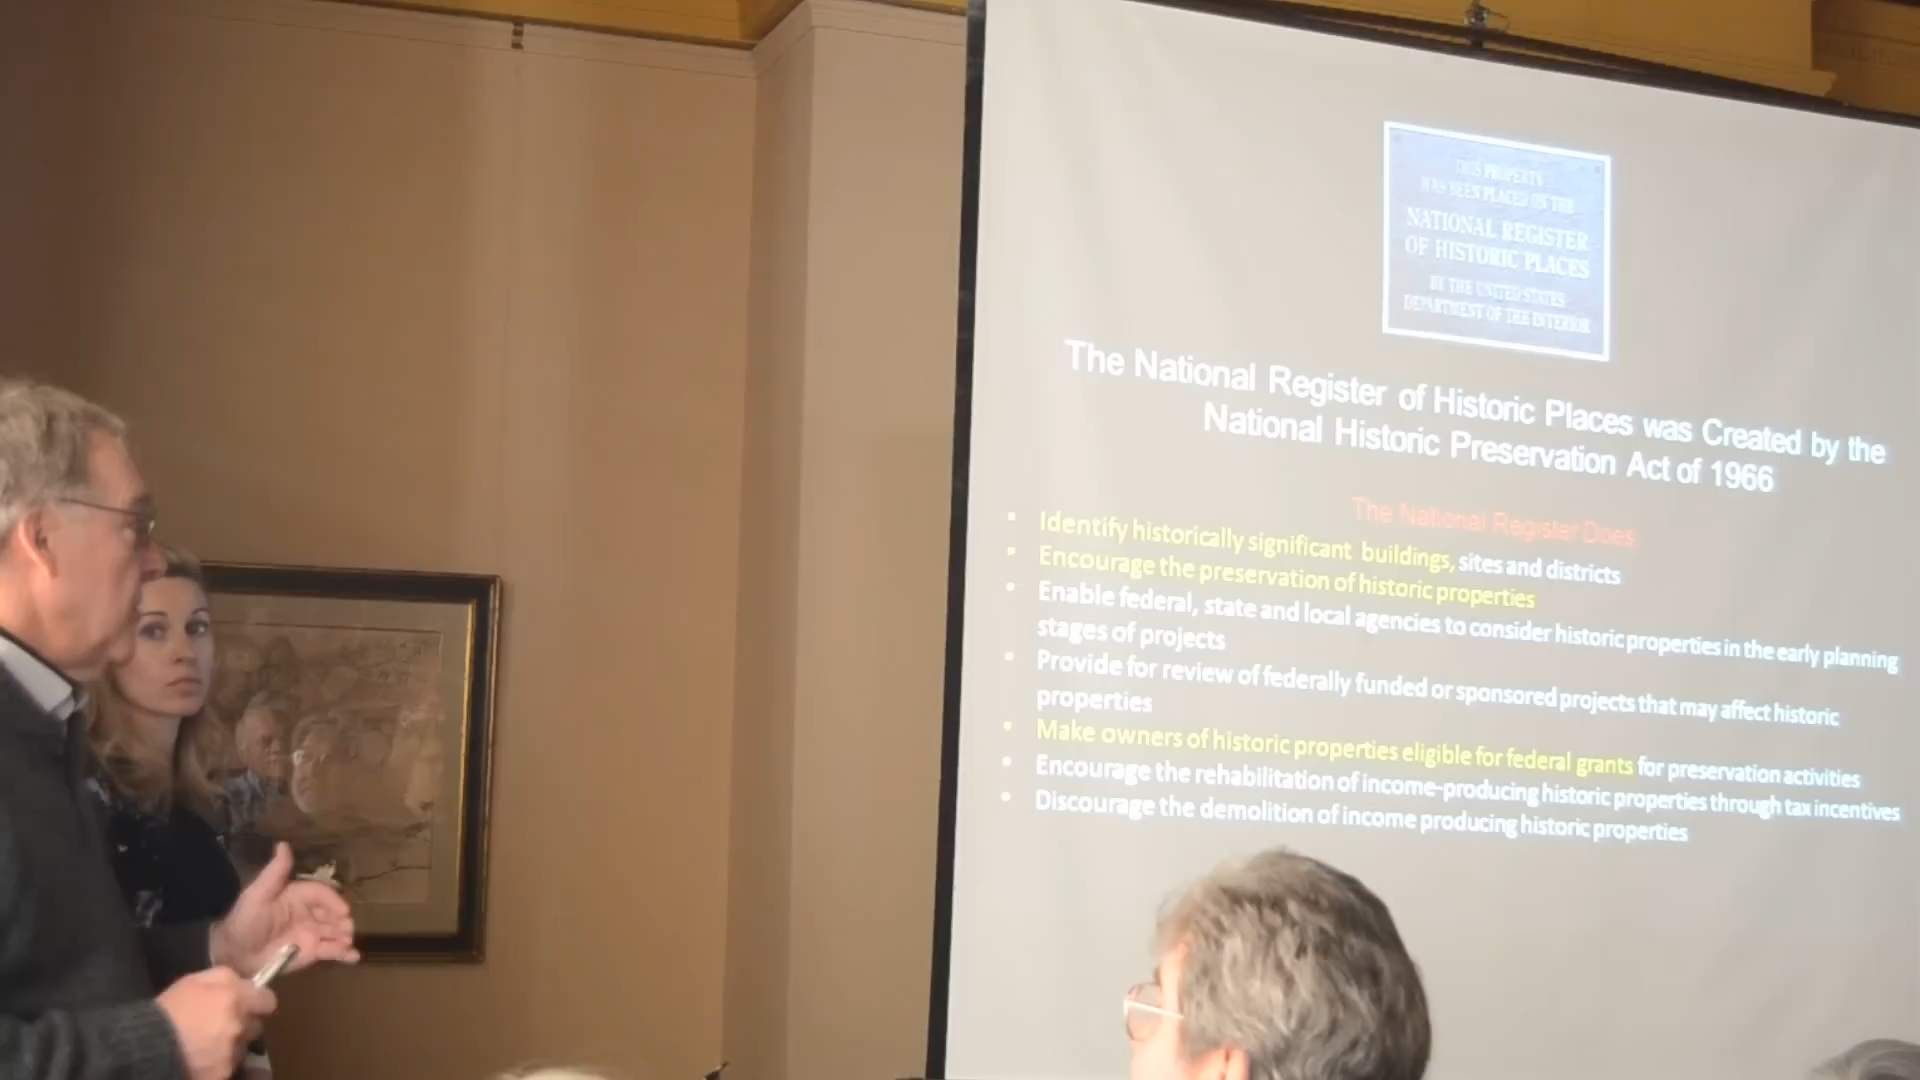 THIS PROPERTY
HAS BEEN PLACED ON THE
NATIONAL REGISTER
OF HISTORIC PLACES
BY THE UNITED STATES
DEPARTMENT OF THE INTERIOR
The National Register of Historic Places was Created by the
National Historic Preservation Act of 1966
The National Register Does
• Identify historically significant buildings, sites and districts
• Encourage the preservation of historic properties
• Enable federal, state and local agencies to consider historic properties in the early planning
stages of projects
• Provide for review of federally funded or sponsored projects that may affect historic
properties
• Make owners of historic properties eligible for federal grants for preservation activities
• Encourage the rehabilitation of income-producing historic properties through tax incentives
• Discourage the demolition of income producing historic properties